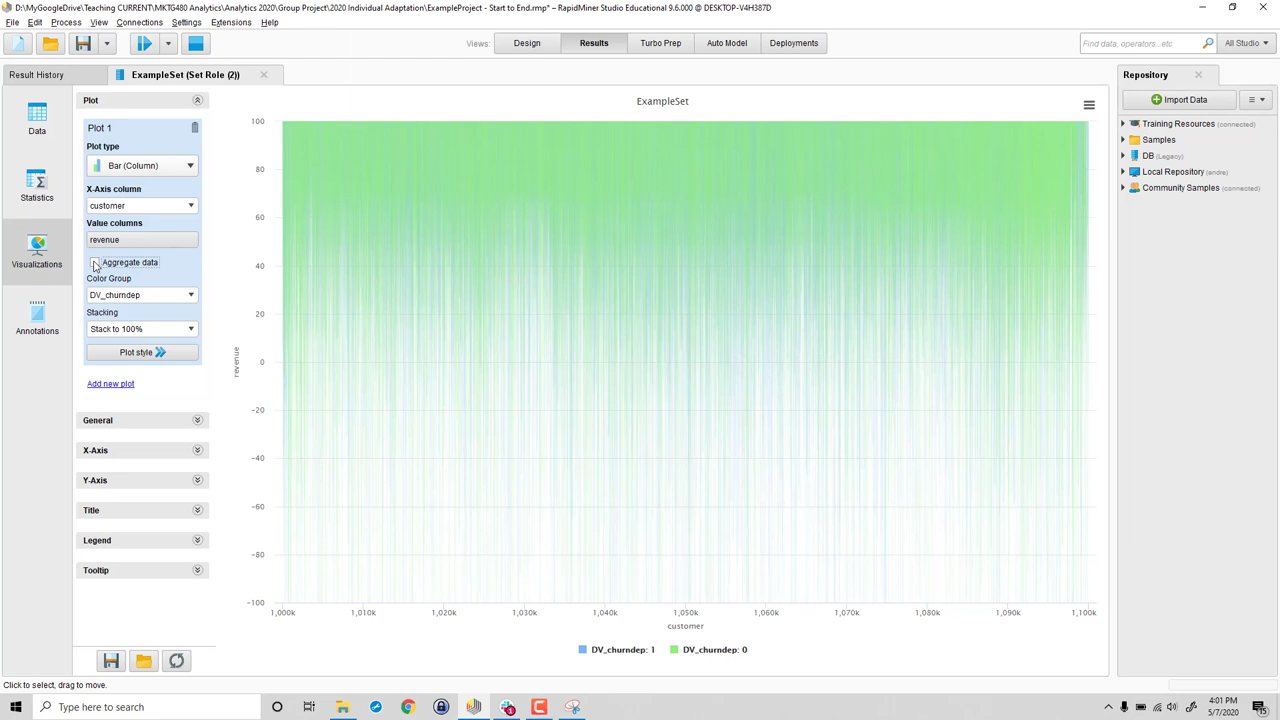 D:\MyGoogleDrive\Teaching CURRENT\MKTG480 Analytics\Analytics 2020\Group Project\2020 Individual Adaptation\ExampleProject - Start to End.rmp* – RapidMiner Studio Educational 9.6.000 @ DESKTOP-V4H387D
File Edit Process View Connections Settings Extensions Help
Views: Design Results Turbo Prep Auto Model Deployments
Find data, operators...etc
All Studio
Result History
ExampleSet (Set Role (2))
Repository
Data
Statistics
Visualizations
Annotations
Plot
Plot 1
Plot type
Bar (Column)
X-Axis column
customer
Value columns
revenue
Aggregate data
Color Group
DV_churndep
Stacking
Stack to 100%
Plot style
Add new plot
General
X-Axis
Y-Axis
Title
Legend
Tooltip
ExampleSet
100
80
60
40
20
0
-20
-40
-60
-80
-100
revenue
1,000k 1,010k 1,020k 1,030k 1,040k 1,050k 1,060k 1,070k 1,080k 1,090k 1,100k
customer
DV_churndep: 1 DV_churndep: 0
Import Data
Training Resources (connected)
Samples
DB (Legacy)
Local Repository (andre)
Community Samples (connected)
Click to select, drag to move.
Type here to search
4:01 PM
5/7/2020